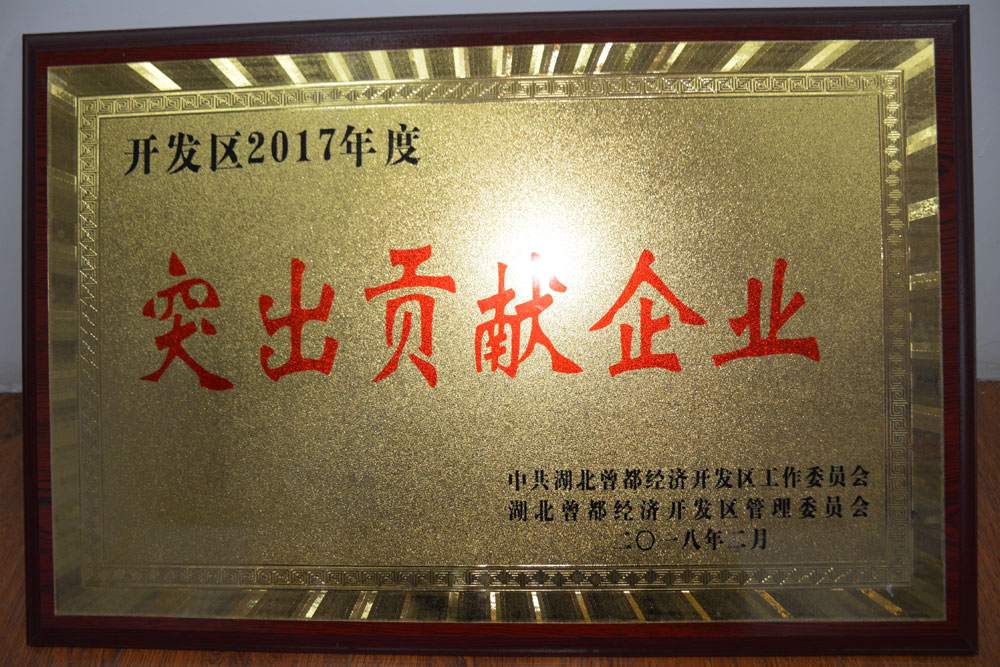 开发区2017年度
突出贡献企业
中共湖北曾都经济开发区工作委员会
湖北曾都经济开发区管理委员会
二〇一八年二月